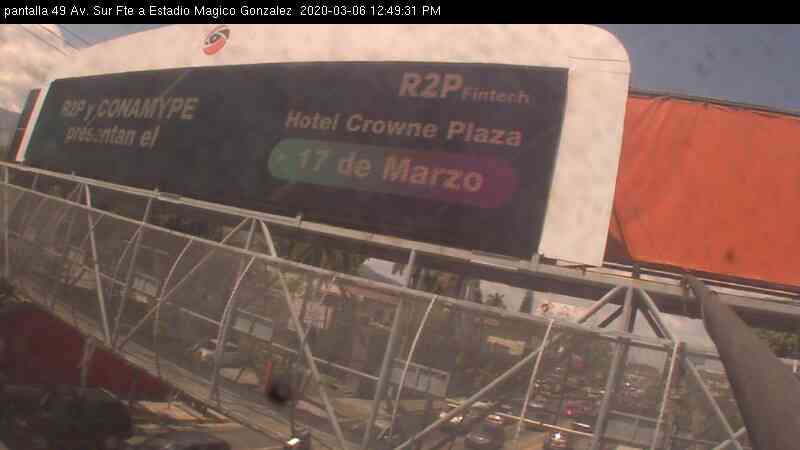 pantalla 49 Av. Sur Fte a Estadio Magico Gonzalez 2020-03-06 12:49:31 PM
R2P y CONAMYPE
presentan el
R2P Fintech
Hotel Crowne Plaza
17 de Marzo